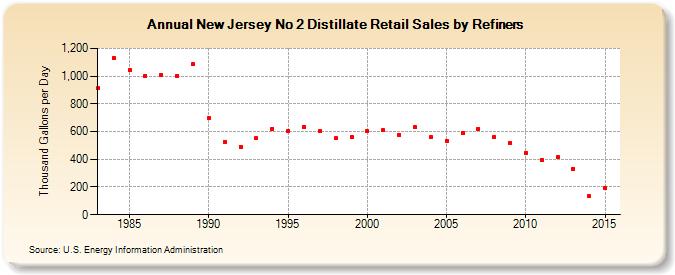 Annual New Jersey No 2 Distillate Retail Sales by Refiners
Thousand Gallons per Day
1,200
1,000
800
600
400
200
0
1985 1990 1995 2000 2005 2010 2015
Source: U.S. Energy Information Administration